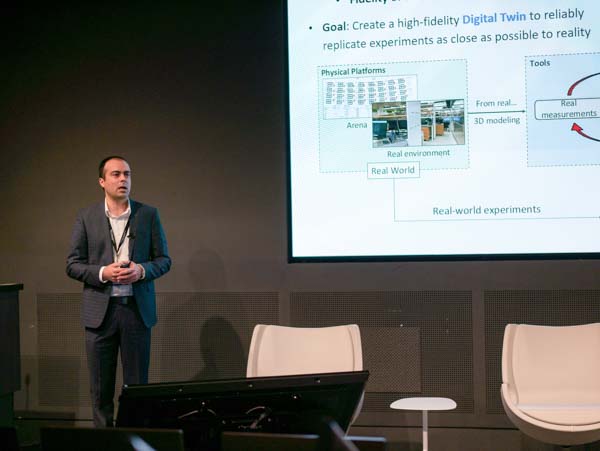 • Goal: Create a high-fidelity Digital Twin to reliably
replicate experiments as close as possible to reality
Physical Platforms
Arena
Real environment
Real World
From real...
3D modeling
Tools
Real
measurements
Real-world experiments